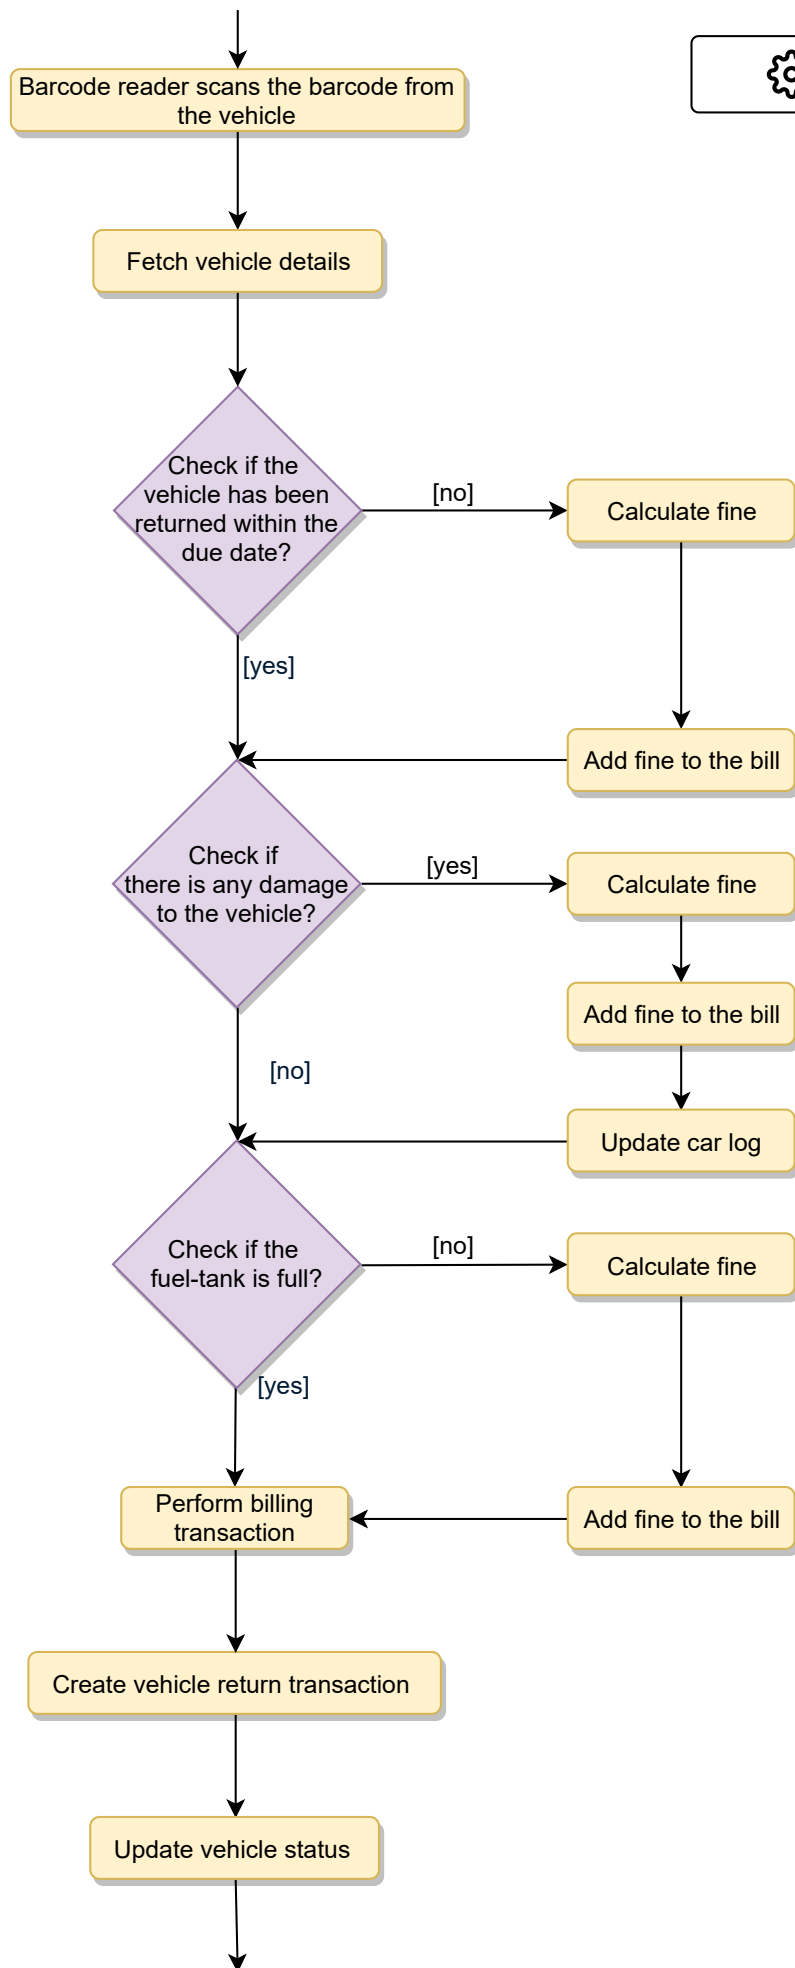 Barcode reader scans the barcode from
the vehicle
Fetch vehicle details
Check if the
vehicle has been
returned within the
due date?
[no]
Calculate fine
[yes]
Add fine to the bill
Check if
there is any damage
to the vehicle?
[yes]
Calculate fine
Add fine to the bill
[no]
Update car log
Check if the
fuel-tank is full?
[no]
Calculate fine
[yes]
Perform billing
transaction
Add fine to the bill
Create vehicle return transaction
Update vehicle status